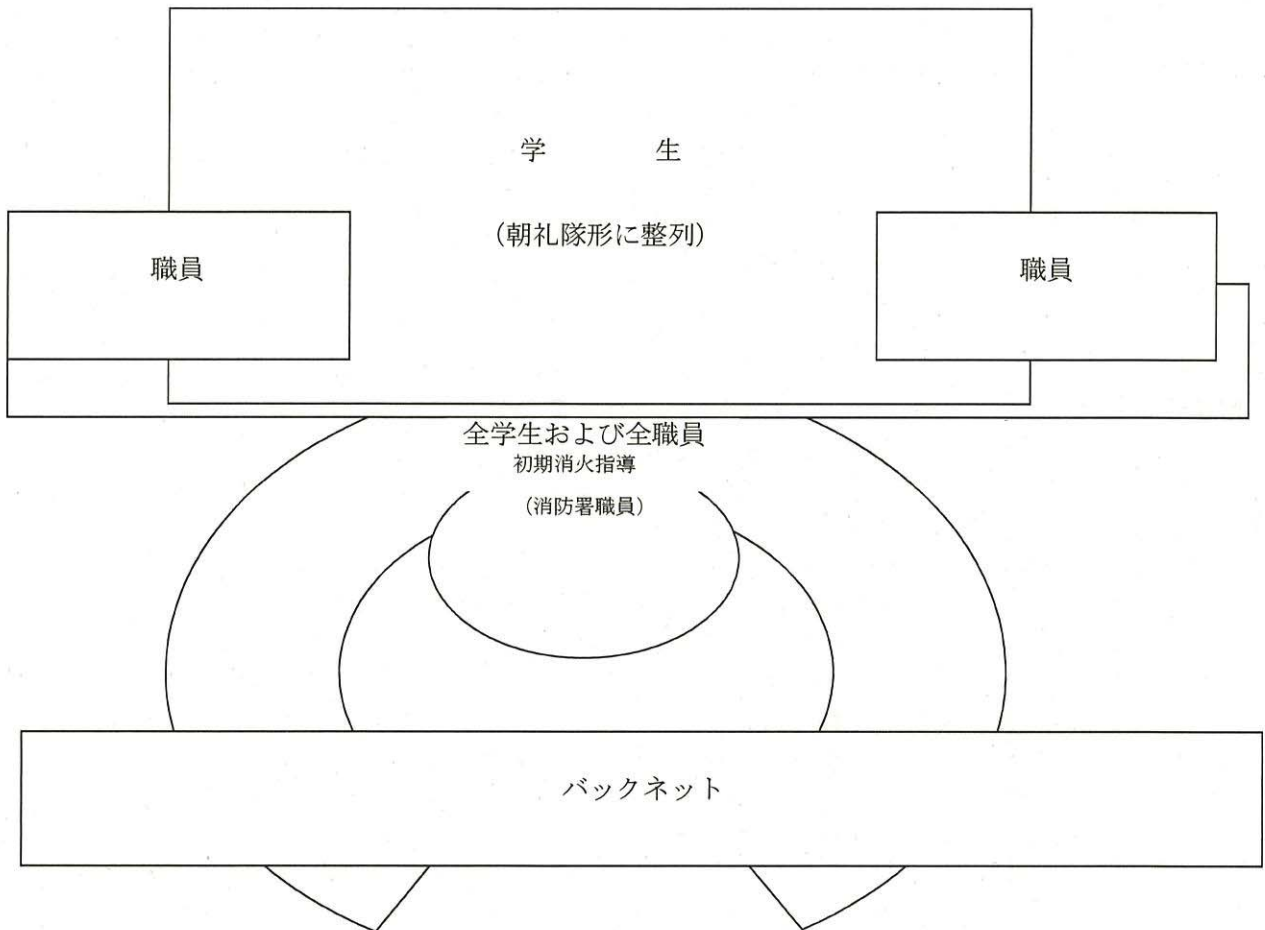 学　　　生
(朝礼隊形に整列)
職員
職員
全学生および全職員
初期消火指導
(消防署職員)
バックネット